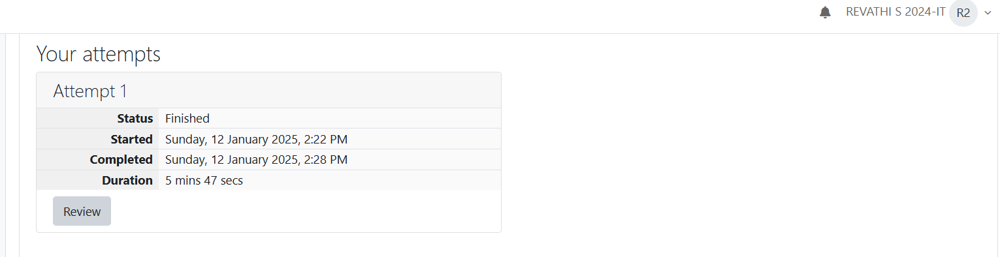 REVATHI S 2024-IT R2
Your attempts
Attempt 1
Status Finished
Started Sunday, 12 January 2025, 2:22 PM
Completed Sunday, 12 January 2025, 2:28 PM
Duration 5 mins 47 secs
Review